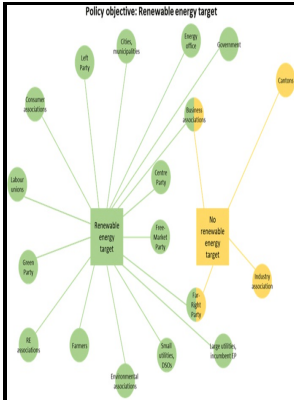 Policy objective: Renewable energy target
Cities,
municipalities
Energy
office
Government
Left
Party
Cantons
Consumer
associations
Business
associations
Labour
unions
Centre
Party
Renewable
energy
target
Free-
Market
Party
No
renewable
energy
target
Green
Party
Industry
association
Far-
Right
Party
RE
associations
Farmers
Small
utilities,
DSOs
Large utilities,
incumbent EP
Environmental
associations